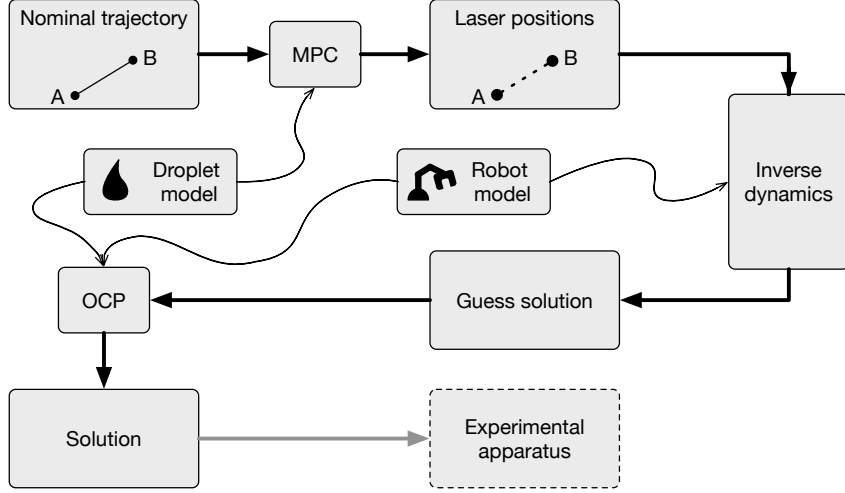 Nominal trajectory
A
B
MPC
Laser positions
A
B
Droplet
model
Robot
model
Inverse
dynamics
OCP
Guess solution
Solution
Experimental
apparatus